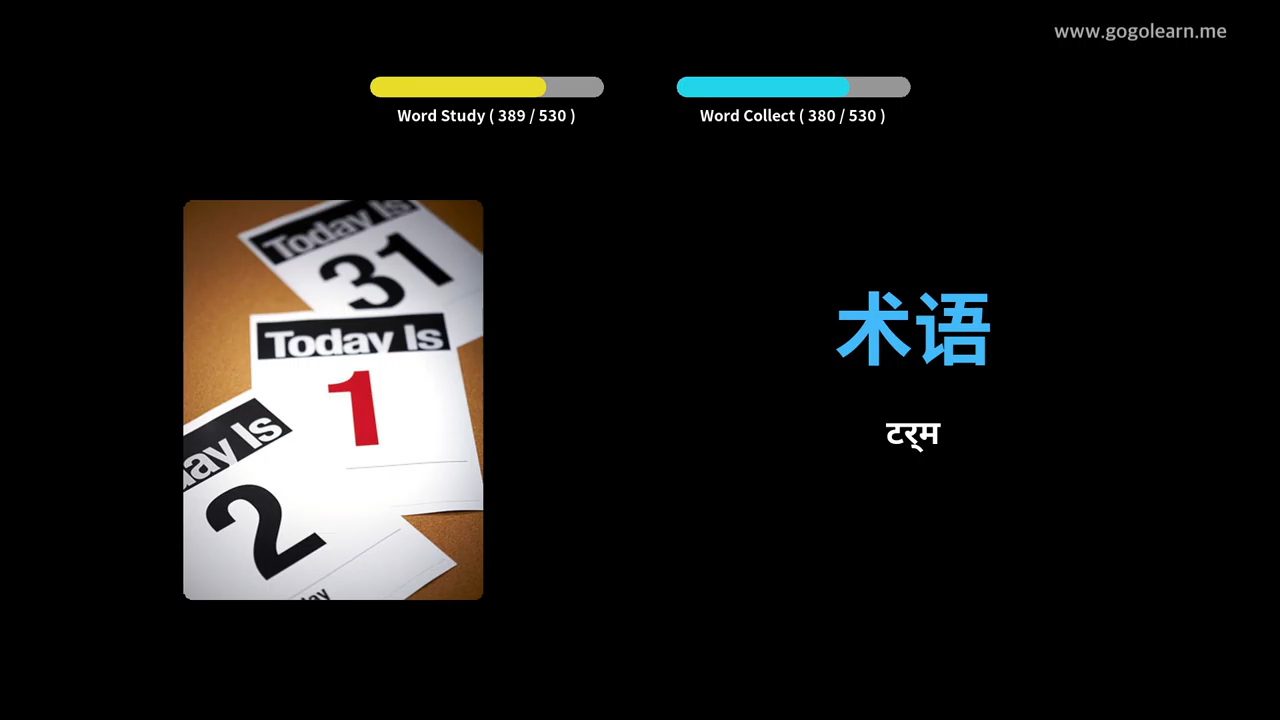 www.gogolearn.me
Word Study ( 389 / 530 )
Word Collect ( 380 / 530 )
Today Is
31
Today Is
1
ay Is
2
术语
टर्‍म